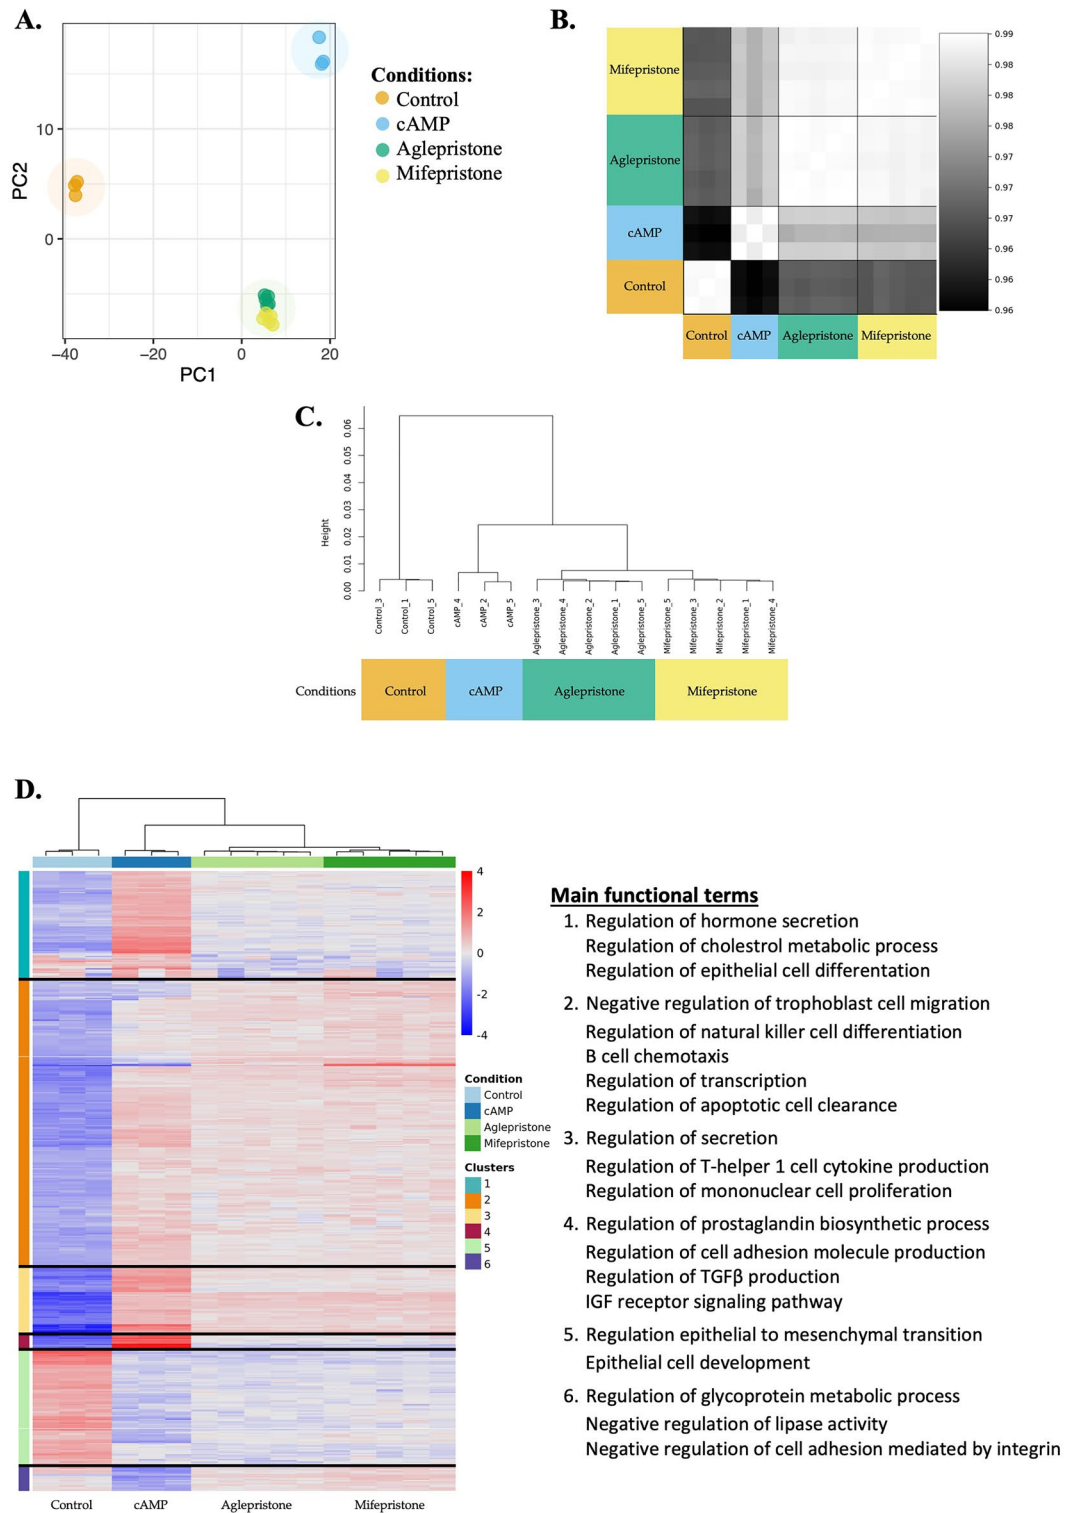 A.
10
0
PC2
−40
−20
0
20
PC1
Conditions:
Control
cAMP
Aglepristone
Mifepristone
B.
Mifepristone
Aglepristone
cAMP
Control
Control
cAMP
Aglepristone
Mifepristone
0.99
0.98
0.98
0.98
0.97
0.97
0.97
0.96
0.96
0.96
C.
Height
0.06
0.05
0.04
0.03
0.02
0.01
0.00
Control_3
Control_1
Control_5
cAMP_4
cAMP_2
cAMP_5
Aglepristone_3
Aglepristone_4
Aglepristone_2
Aglepristone_1
Aglepristone_5
Mifepristone_5
Mifepristone_3
Mifepristone_2
Mifepristone_1
Mifepristone_4
Conditions
Control
cAMP
Aglepristone
Mifepristone
D.
4
2
0
-2
-4
Condition
Control
cAMP
Aglepristone
Mifepristone
Clusters
1
2
3
4
5
6
Control
cAMP
Aglepristone
Mifepristone
Main functional terms
1. Regulation of hormone secretion
Regulation of cholestrol metabolic process
Regulation of epithelial cell differentation
2. Negative regulation of trophoblast cell migration
Regulation of natural killer cell differentiation
B cell chemotaxis
Regulation of transcription
Regulation of apoptotic cell clearance
3. Regulation of secretion
Regulation of T-helper 1 cell cytokine production
Regulation of mononuclear cell proliferation
4. Regulation of prostaglandin biosynthetic process
Regulation of cell adhesion molecule production
Regulation of TGFβ production
IGF receptor signaling pathway
5. Regulation epithelial to mesenchymal transition
Epithelial cell development
6. Regulation of glycoprotein metabolic process
Negative regulation of lipase activity
Negative regulation of cell adhesion mediated by integrin